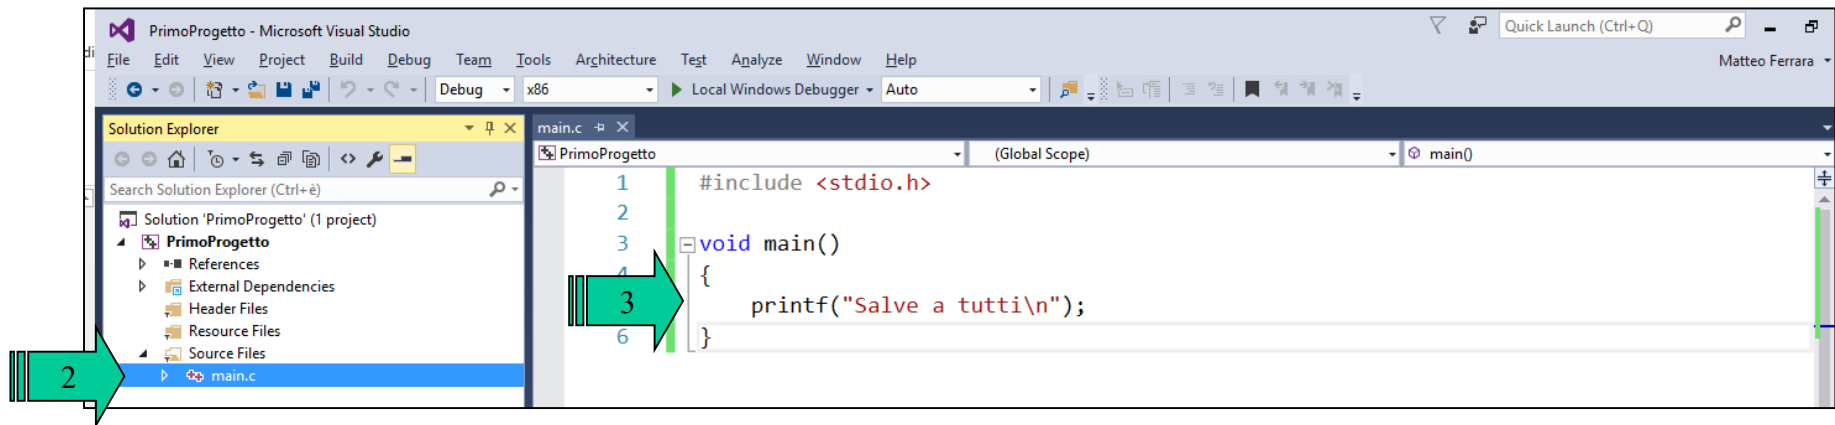 PrimoProgetto - Microsoft Visual Studio
Quick Launch (Ctrl+Q)
di
File Edit View Project Build Debug Team Tools Architecture Test Analyze Window Help
Matteo Ferrara
Debug x86 Local Windows Debugger Auto
Solution Explorer
Search Solution Explorer (Ctrl+è)
Solution 'PrimoProgetto' (1 project)
PrimoProgetto
References
External Dependencies
Header Files
Resource Files
Source Files
main.c
2
main.c
PrimoProgetto (Global Scope) main()
1 #include <stdio.h>
2
3 void main()
4 {
printf("Salve a tutti\n");
6 }
3